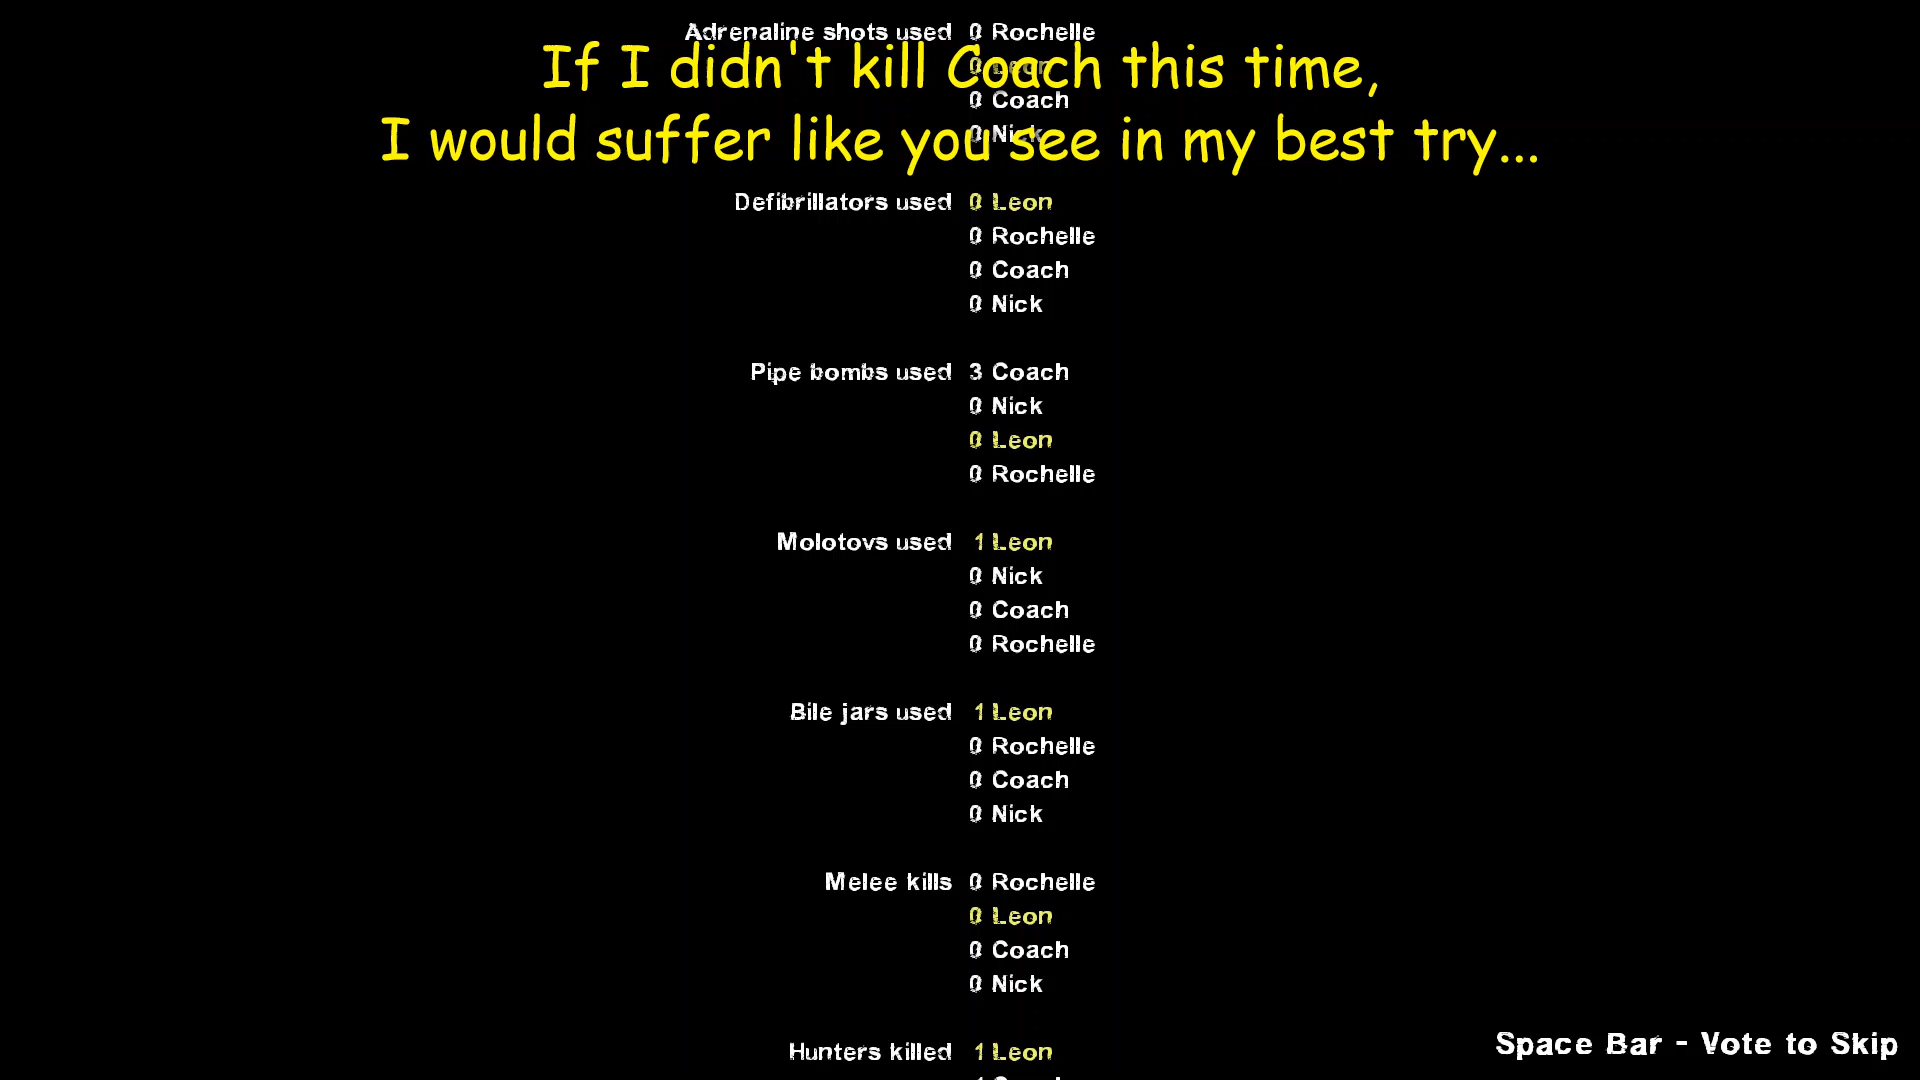 Adrenaline shots used 0 Rochelle
If I didn't kill Coach this time,
0 Leon
0 Coach
I would suffer like you see in my best try...
0 Nick
Defibrillators used 0 Leon
0 Rochelle
0 Coach
0 Nick
Pipe bombs used 3 Coach
0 Nick
0 Leon
0 Rochelle
Molotovs used 1 Leon
0 Nick
0 Coach
0 Rochelle
Bile jars used 1 Leon
0 Rochelle
0 Coach
0 Nick
Melee kills 0 Rochelle
0 Leon
0 Coach
0 Nick
Hunters killed 1 Leon
Space Bar - Vote to Skip